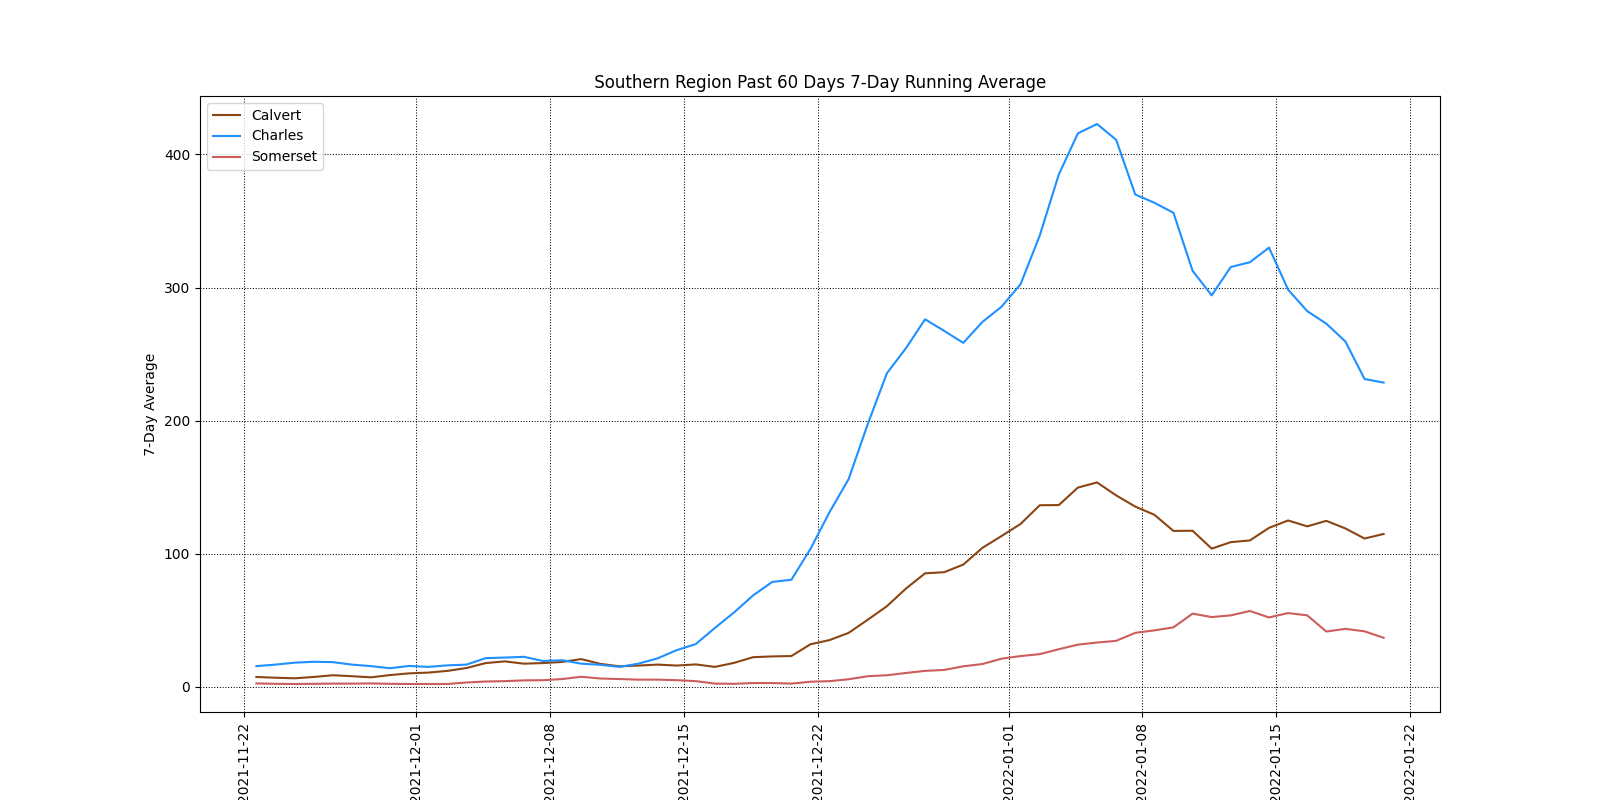 Southern Region Past 60 Days 7-Day Running Average
Calvert
Charles
Somerset
400
300
200
100
0
7-Day Average
2021-11-22
2021-12-01
2021-12-08
2021-12-15
2021-12-22
2022-01-01
2022-01-08
2022-01-15
2022-01-22